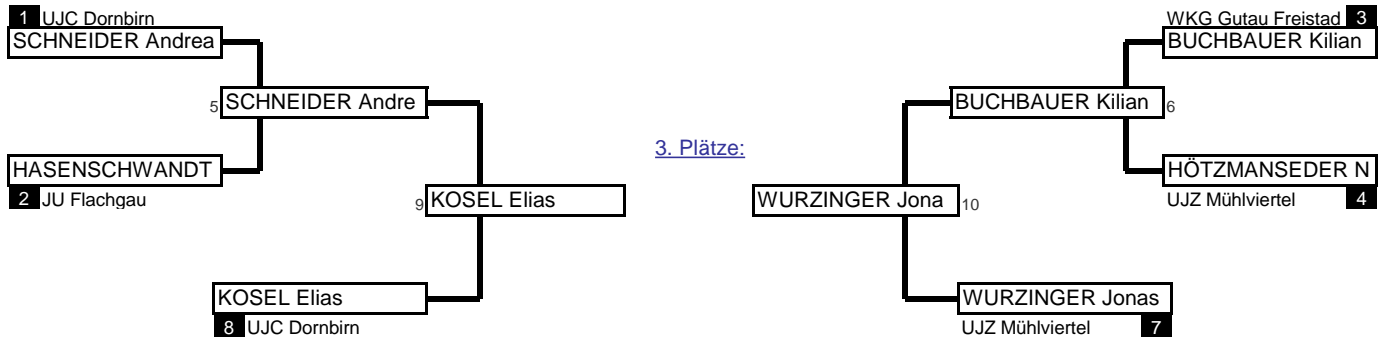 1 UJC Dornbirn
SCHNEIDER Andrea
5 SCHNEIDER Andre
HASENSCHWANDT
2 JU Flachgau
9 KOSEL Elias
KOSEL Elias
8 UJC Dornbirn
3. Plätze:
WKG Gutau Freistad 3
BUCHBAUER Kilian
BUCHBAUER Kilian 6
HÖTZMANSEDER N
UJZ Mühlviertel 4
WURZINGER Jona 10
WURZINGER Jonas
UJZ Mühlviertel 7